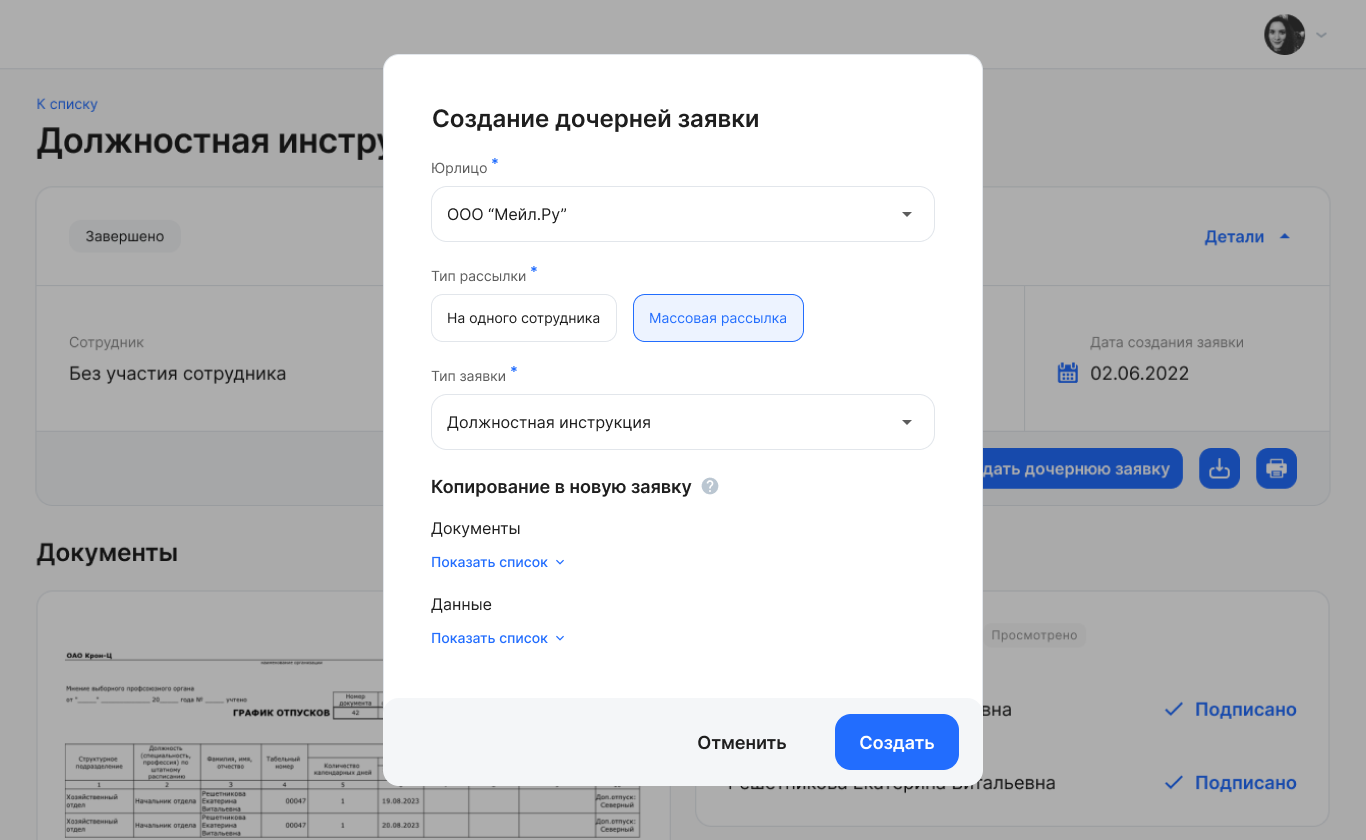 К списку
Должностная инстру
Завершено
Детали
Сотрудник
Без участия сотрудника
Дата создания заявки
02.06.2022
дать дочернюю заявку
Создание дочерней заявки
Юрлицо *
ООО “Мейл.Ру”
Тип рассылки *
На одного сотрудника
Массовая рассылка
Тип заявки *
Должностная инструкция
Копирование в новую заявку ?
Документы
Показать список
Данные
Показать список
Отменить
Создать
Документы
ОАО Крон-Ц
наименование организации
Мнение выборного профсоюзного органа
от "_____" ____________ 20_____ года № _____ учтено
Номер документа
ГРАФИК ОТПУСКОВ
42
Структурное подразделение
Должность (специальность, профессия) по штатному расписанию
Фамилия, имя, отчество
Табельный номер
Количество календарных дней
1 2 3 4 5
Хозяйственный отдел
Начальник отдела
Решетникова Екатерина Витальевна
00047
1
19.08.2023
Доп.отпуск: Северный
Хозяйственный отдел
Начальник отдела
Решетникова Екатерина Витальевна
00047
1
20.08.2023
Доп.отпуск: Северный
Просмотрено
вна
Подписано
Решетникова Екатерина Витальевна
Подписано